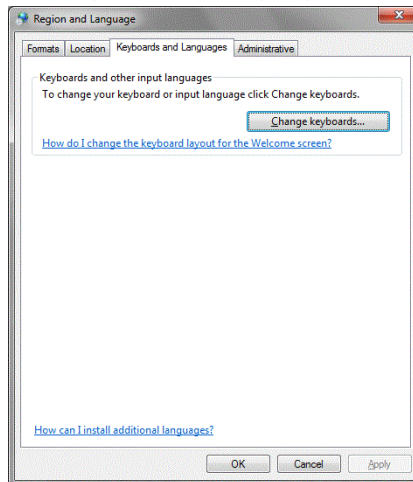 Region and Language
Formats Location Keyboards and Languages Administrative
Keyboards and other input languages
To change your keyboard or input language click Change keyboards.
Change keyboards...
How do I change the keyboard layout for the Welcome screen?
How can I install additional languages?
OK Cancel Apply